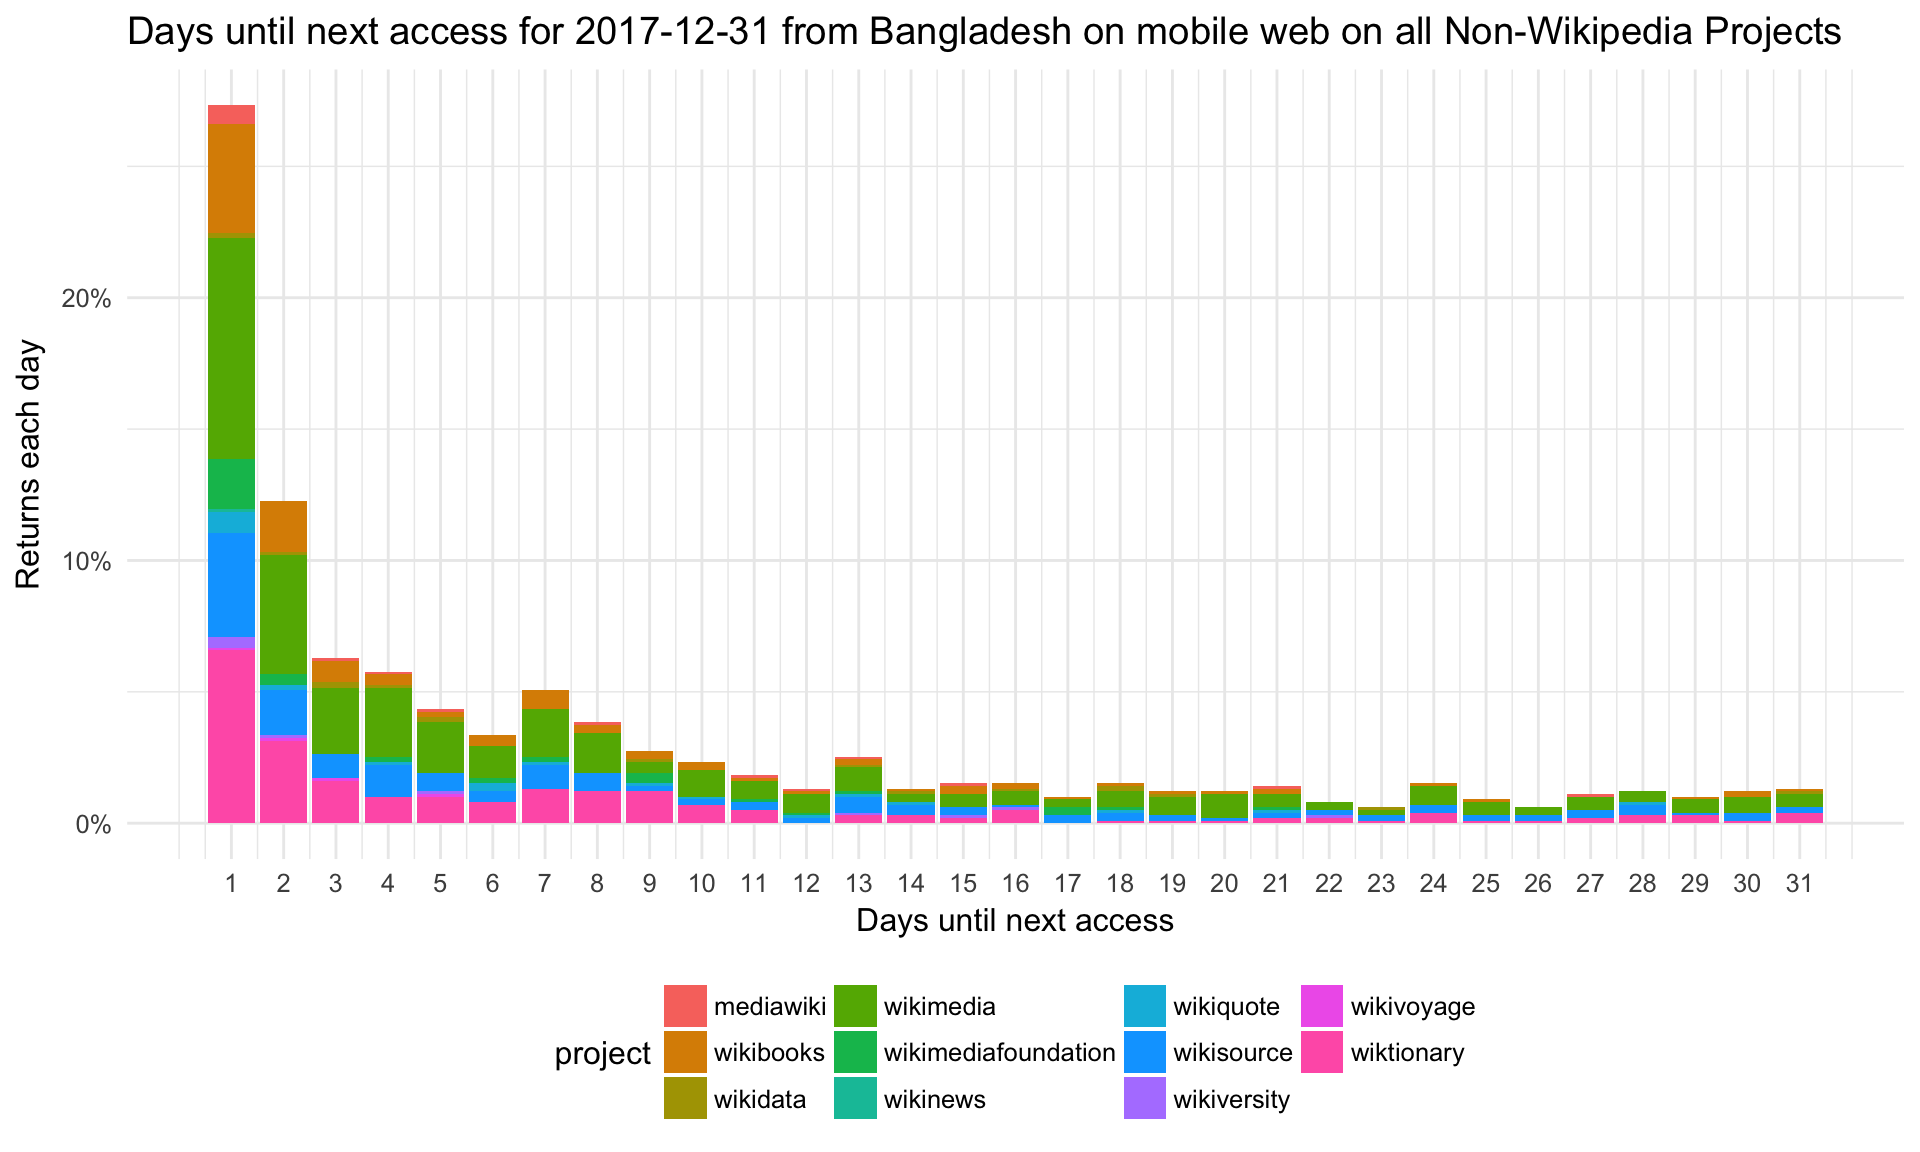 Days until next access for 2017-12-31 from Bangladesh on mobile web on all Non-Wikipedia Projects
Returns each day
20%
10%
0%
1 2 3 4 5 6 7 8 9 10 11 12 13 14 15 16 17 18 19 20 21 22 23 24 25 26 27 28 29 30 31
Days until next access
project
mediawiki wikimedia wikiquote wikivoyage
wikibooks wikimediafoundation wikisource wiktionary
wikidata wikinews wikiversity